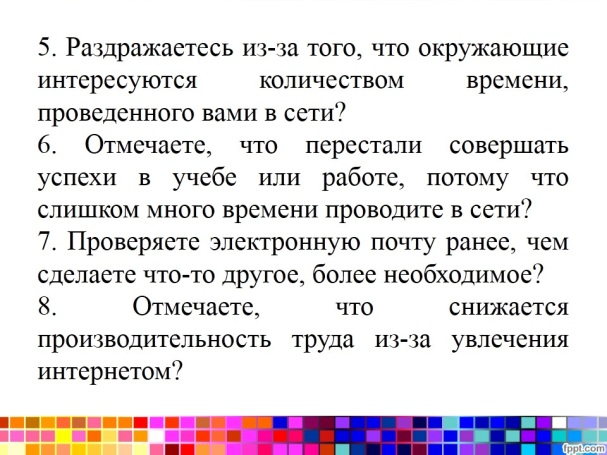 5. Раздражаетесь из-за того, что окружающие
интересуются количеством времени,
проведенного вами в сети?
6. Отмечаете, что перестали совершать
успехи в учебе или работе, потому что
слишком много времени проводите в сети?
7. Проверяете электронную почту ранее, чем
сделаете что-то другое, более необходимое?
8. Отмечаете, что снижается
производительность труда из-за увлечения
интернетом?
fppt.com